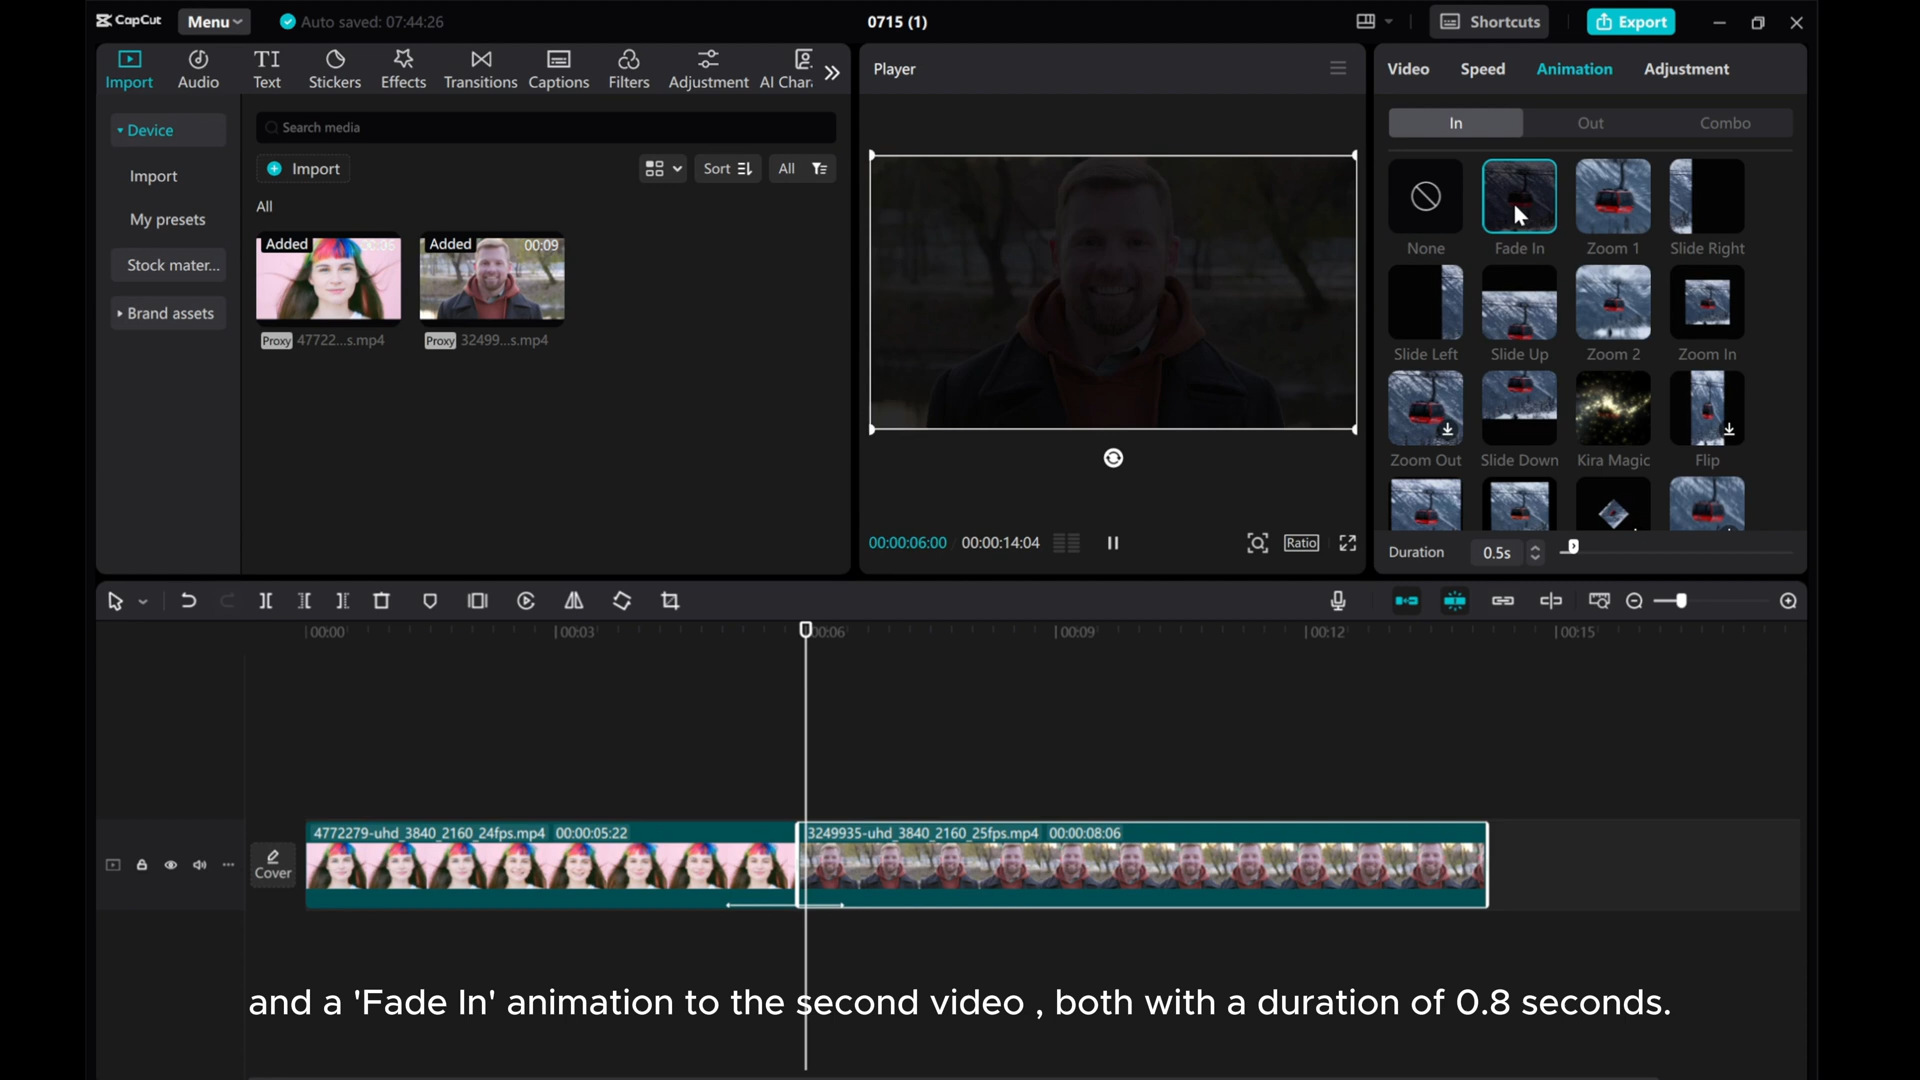 CapCut
Menu
Auto saved: 07:44:26
0715 (1)
Shortcuts
Export
Import
Audio
TI
Text
Stickers
Effects
Transitions
Captions
Filters
Adjustment
AI Char
Device
Import
My presets
Stock mater...
Brand assets
Search media
Import
Sort
All
All
Added
Added
00:09
Proxy 47722...s.mp4
Proxy 32499...s.mp4
Player
00:00:06:00
00:00:14:04
Ratio
Video
Speed
Animation
Adjustment
In
Out
Combo
None
Fade In
Zoom 1
Slide Right
Slide Left
Slide Up
Zoom 2
Zoom In
Zoom Out
Slide Down
Kira Magic
Flip
Duration
0.5s
00:00
00:03
00:06
00:09
00:12
00:15
Cover
4772279-uhd_3840_2160_24fps.mp4 00:00:05:22
3249935-uhd_3840_2160_25fps.mp4 00:00:08:06
and a 'Fade In' animation to the second video , both with a duration of 0.8 seconds.